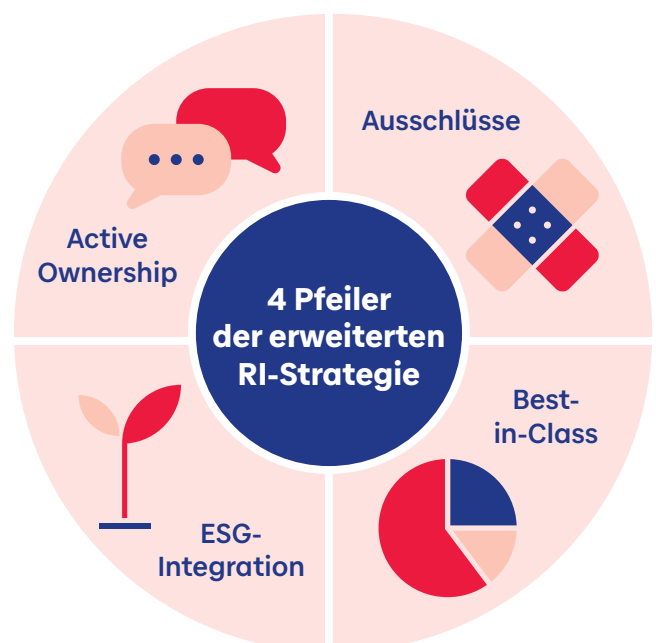 Ausschlüsse
Active
Ownership
4 Pfeiler
der erweiterten
RI-Strategie
Best-
in-Class
ESG-
Integration